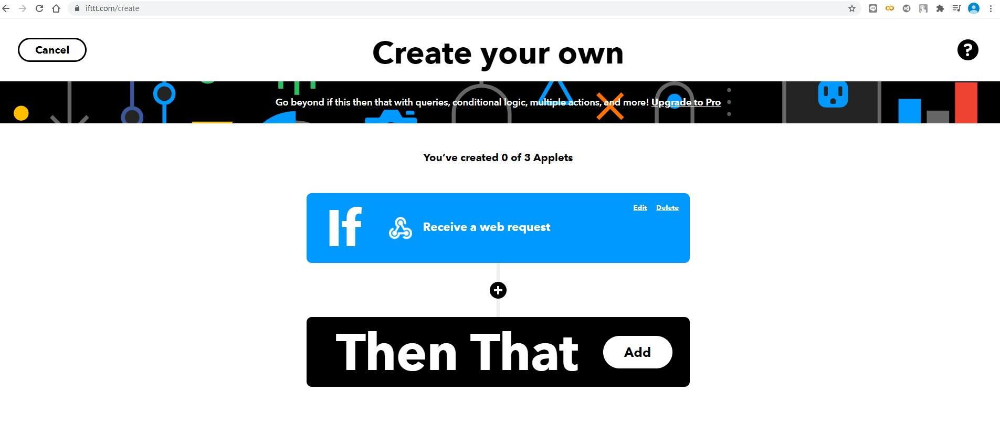 ifttt.com/create
Cancel
Create your own
?
Go beyond if this then that with queries, conditional logic, multiple actions, and more! Upgrade to Pro
You’ve created 0 of 3 Applets
If
Receive a web request
Edit Delete
Then That
Add